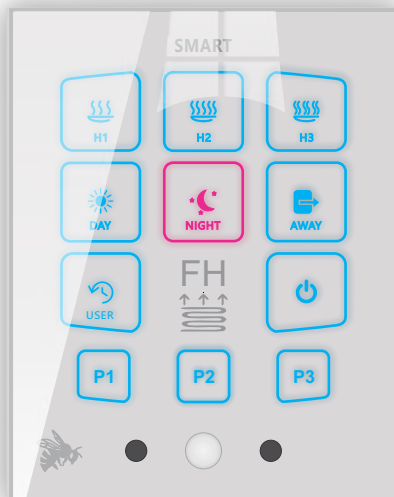 SMART
H1 H2 H3
DAY NIGHT AWAY
USER FH
P1 P2 P3